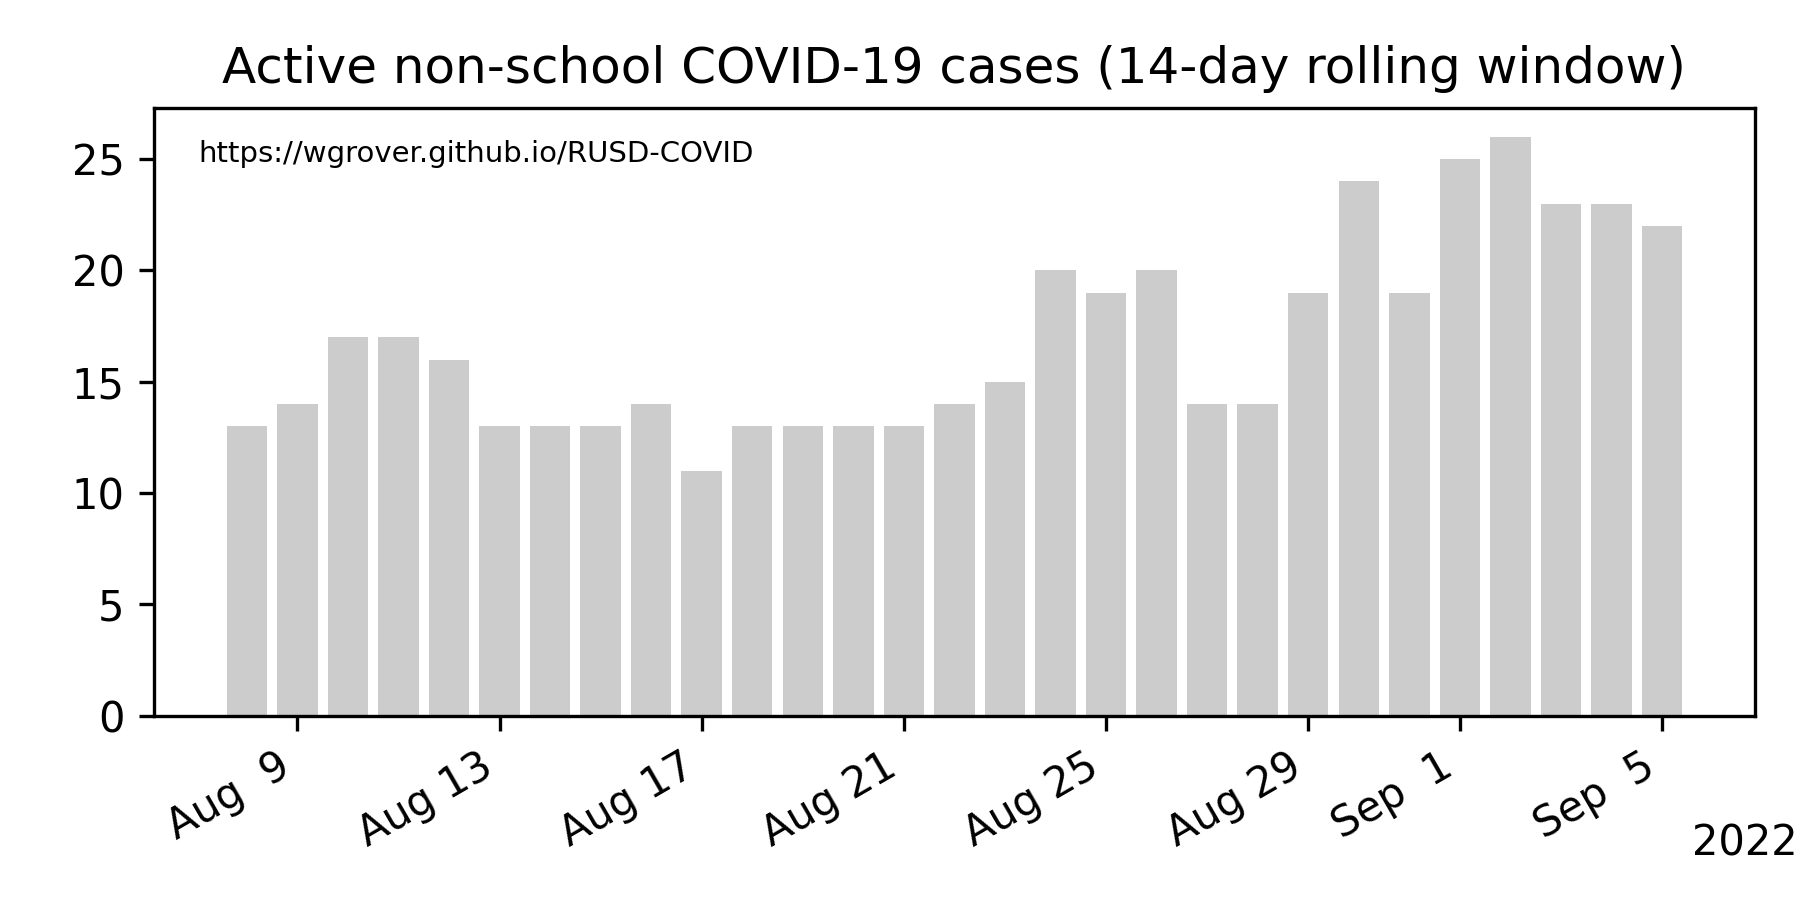 Active non-school COVID-19 cases (14-day rolling window)
https://wgrover.github.io/RUSD-COVID
25
20
15
10
5
0
Aug 9
Aug 13
Aug 17
Aug 21
Aug 25
Aug 29
Sep 1
Sep 5
2022